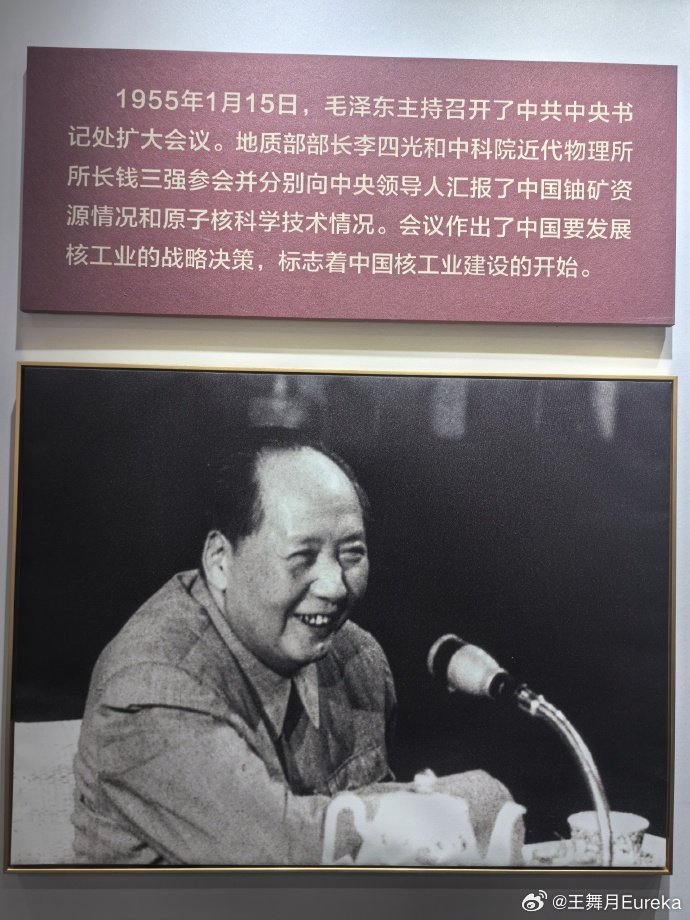 1955年1月15日，毛泽东主持召开了中共中央书
记处扩大会议。地质部部长李四光和中科院近代物理所
所长钱三强参会并分别向中央领导人汇报了中国铀矿资
源情况和原子核科学技术情况。会议作出了中国要发展
核工业的战略决策，标志着中国核工业建设的开始。
@王舞月Eureka